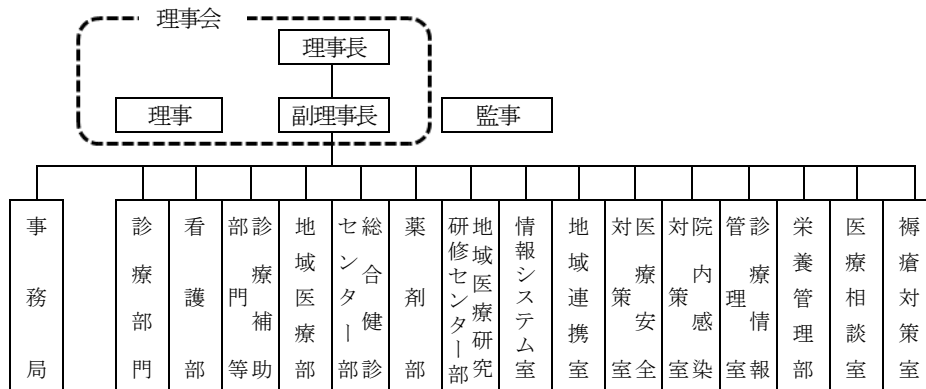 理事会
理事長
理事
副理事長
監事
事務局
診療部門
看護部
診療補助
部門等
地域医療部
総合健診
センター部
薬剤部
地域医療研究
研修センター部
情報システム室
地域連携室
医療安全
対策室
院内感染
対策室
診療情報
管理室
栄養管理部
医療相談室
褥瘡対策室